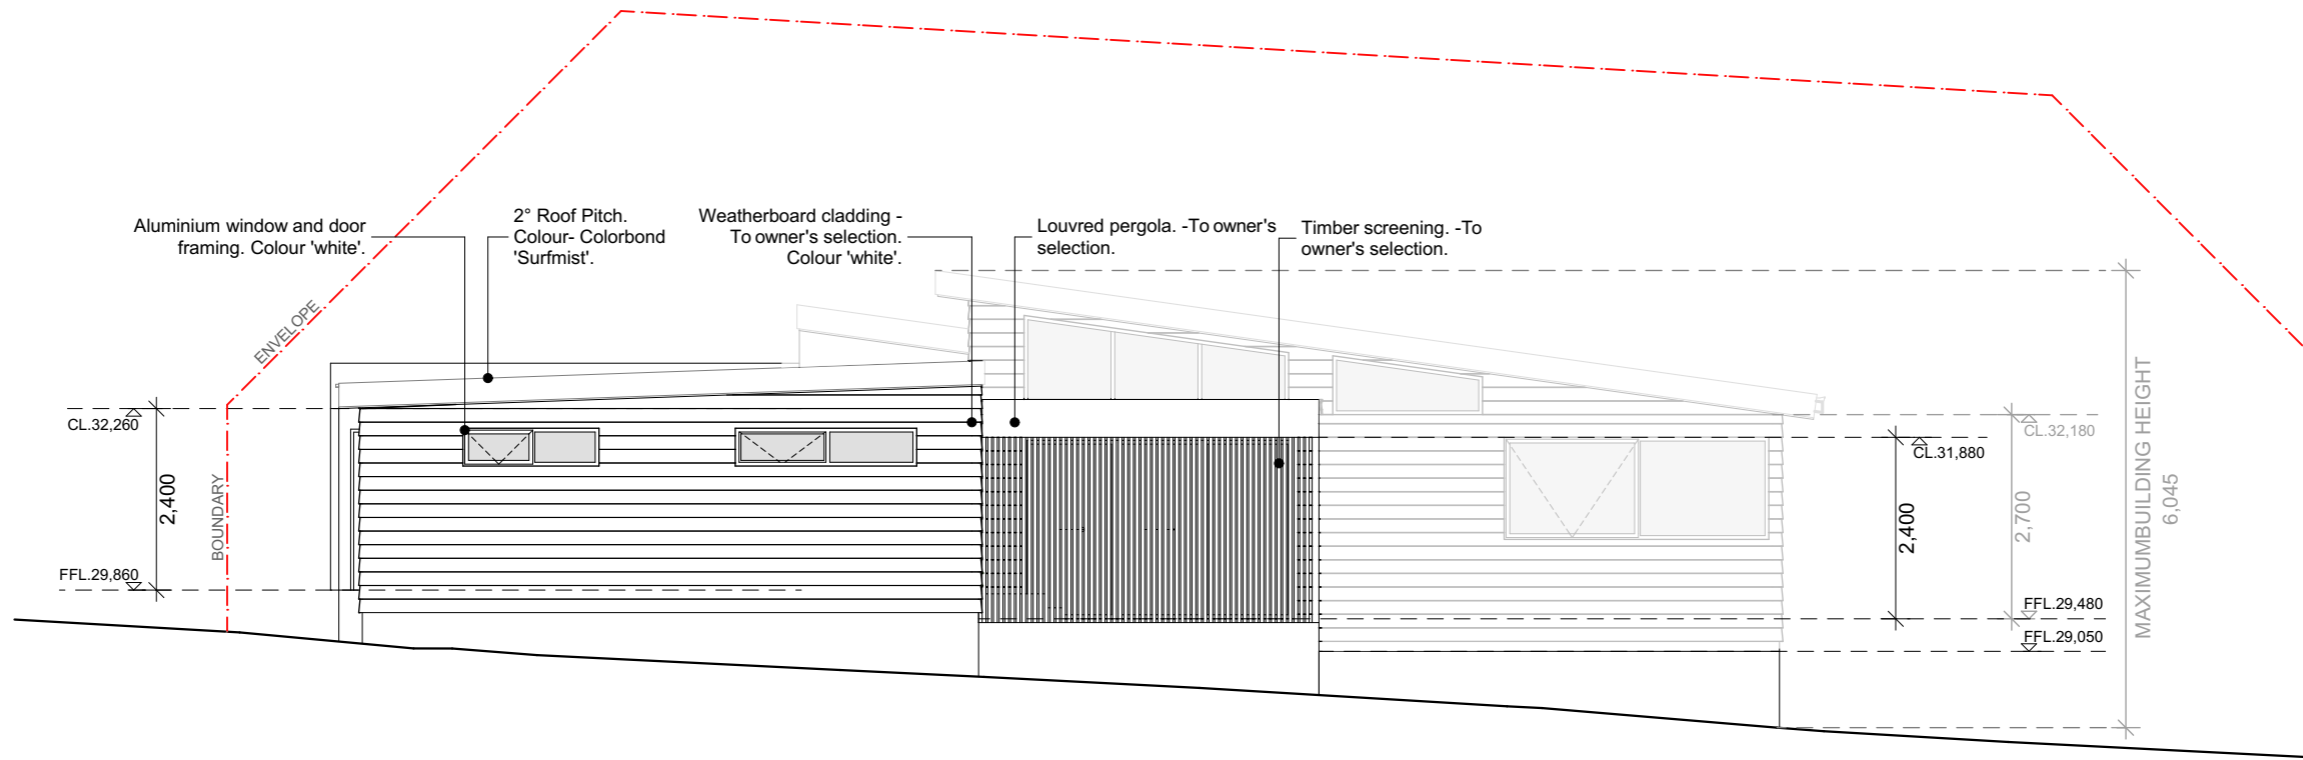 Aluminium window and door
framing. Colour 'white'.
2° Roof Pitch.
Colour- Colorbond
'Surfmist'.
Weatherboard cladding -
To owner's selection.
Colour 'white'.
Louvred pergola. -To owner's
selection.
Timber screening. -To
owner's selection.
ENVELOPE
BOUNDARY
CL.32,260
2,400
FFL.29,860
CL.32,180
CL.31,880
2,400
2,700
FFL.29,480
FFL.29,050
MAXIMUMBUILDING HEIGHT
6,045